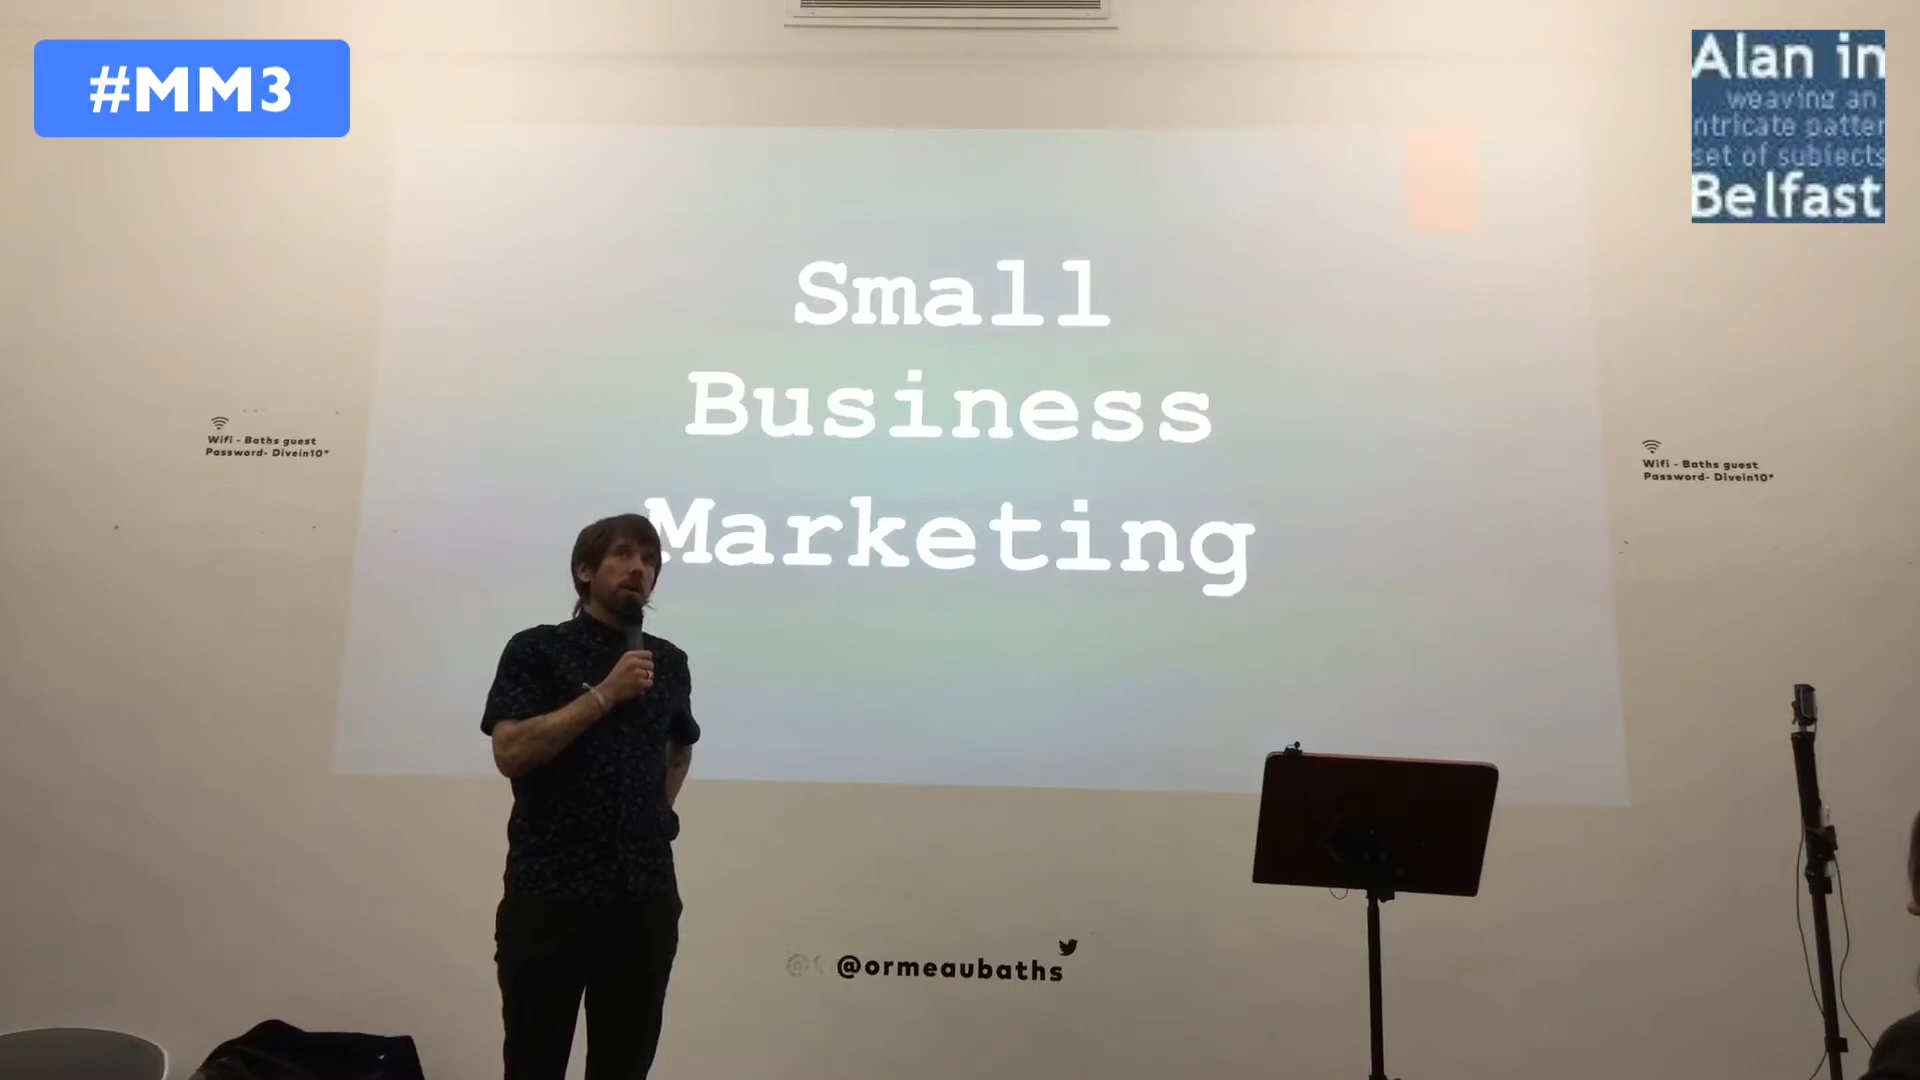 #MM3
Alan in
weaving an
ntricate patter
set of subjects
Belfast
Small
Business
Marketing
Wifi - Baths guest
Password- Divein10*
Wifi - Baths guest
Password- Divein10*
@ormeaubaths